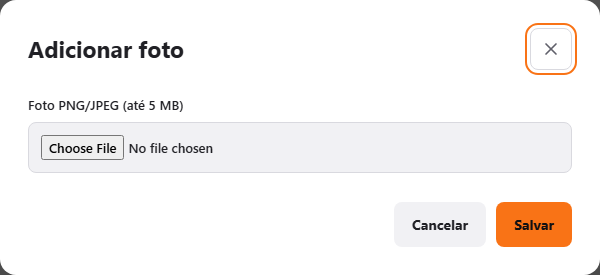 Adicionar foto
Foto PNG/JPEG (até 5 MB)
Choose File No file chosen
Cancelar Salvar